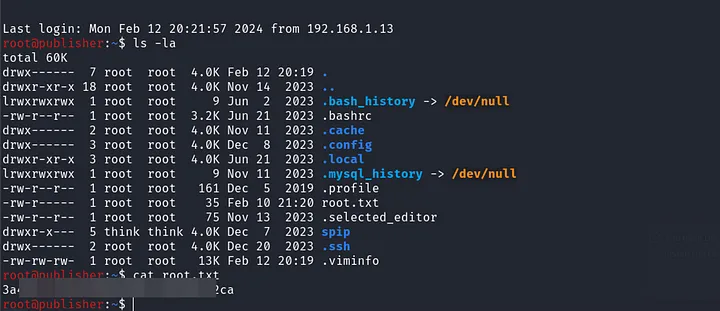 Last login: Mon Feb 12 20:21:57 2024 from 192.168.1.13
root@publisher:~$ ls -la
total 60K
drwx------  7 root  root  4.0K Feb 12 20:19 .
drwxr-xr-x 18 root  root  4.0K Nov 14  2023 ..
lrwxrwxrwx  1 root  root     9 Jun  2  2023 .bash_history -> /dev/null
-rw-r--r--  1 root  root  3.2K Jun 21  2023 .bashrc
drwx------  2 root  root  4.0K Nov 11  2023 .cache
drwxr-xr-x  3 root  root  4.0K Dec  8  2023 .config
drwxr-xr-x  3 root  root  4.0K Jun 21  2023 .local
lrwxrwxrwx  1 root  root     9 Nov 11  2023 .mysql_history -> /dev/null
-rw-r--r--  1 root  root   161 Dec  5  2019 .profile
-rw-r-----  1 root  root    35 Feb 10 21:20 root.txt
-rw-r--r--  1 root  root    75 Nov 13  2023 .selected_editor
drwxr-x---  5 think think 4.0K Dec  7  2023 spip
drwx------  2 root  root  4.0K Dec 20  2023 .ssh
-rw-rw-rw-  1 root  root   13K Feb 12 20:19 .viminfo
root@publisher:~$ cat root.txt
3a4 2ca
root@publisher:~$